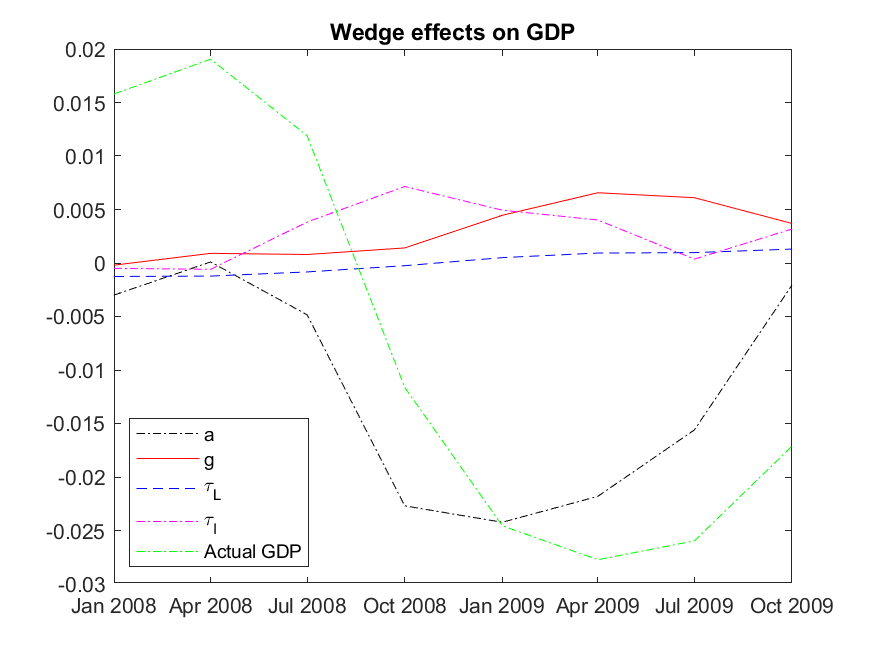 Wedge effects on GDP
0.02
0.015
0.01
0.005
0
-0.005
-0.01
-0.015
-0.02
-0.025
-0.03
a
g
τL
τI
Actual GDP
Jan 2008 Apr 2008 Jul 2008 Oct 2008 Jan 2009 Apr 2009 Jul 2009 Oct 2009